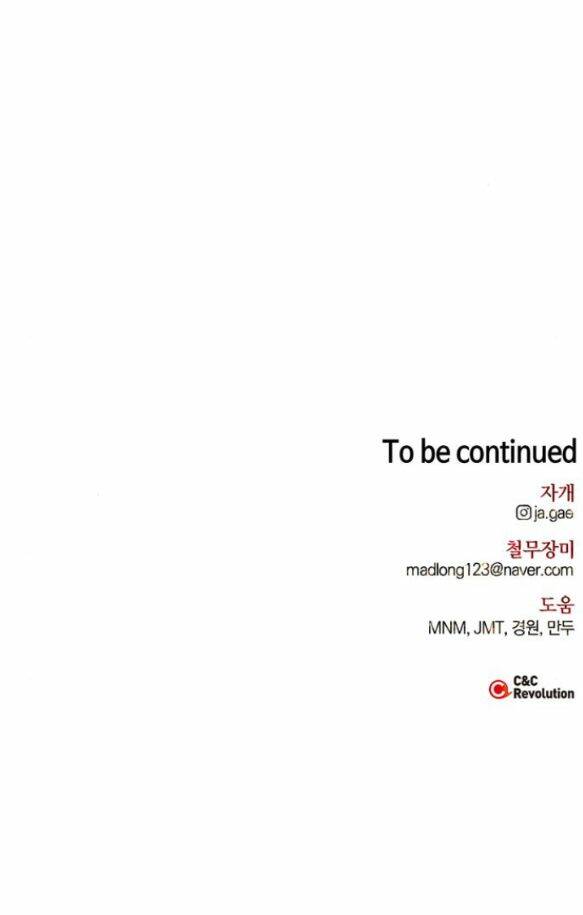 To be continued
자개
ja.gae
철무장미
madlong123@naver.com
도움
MNM, JMT, 경원, 만두
C&C
Revolution